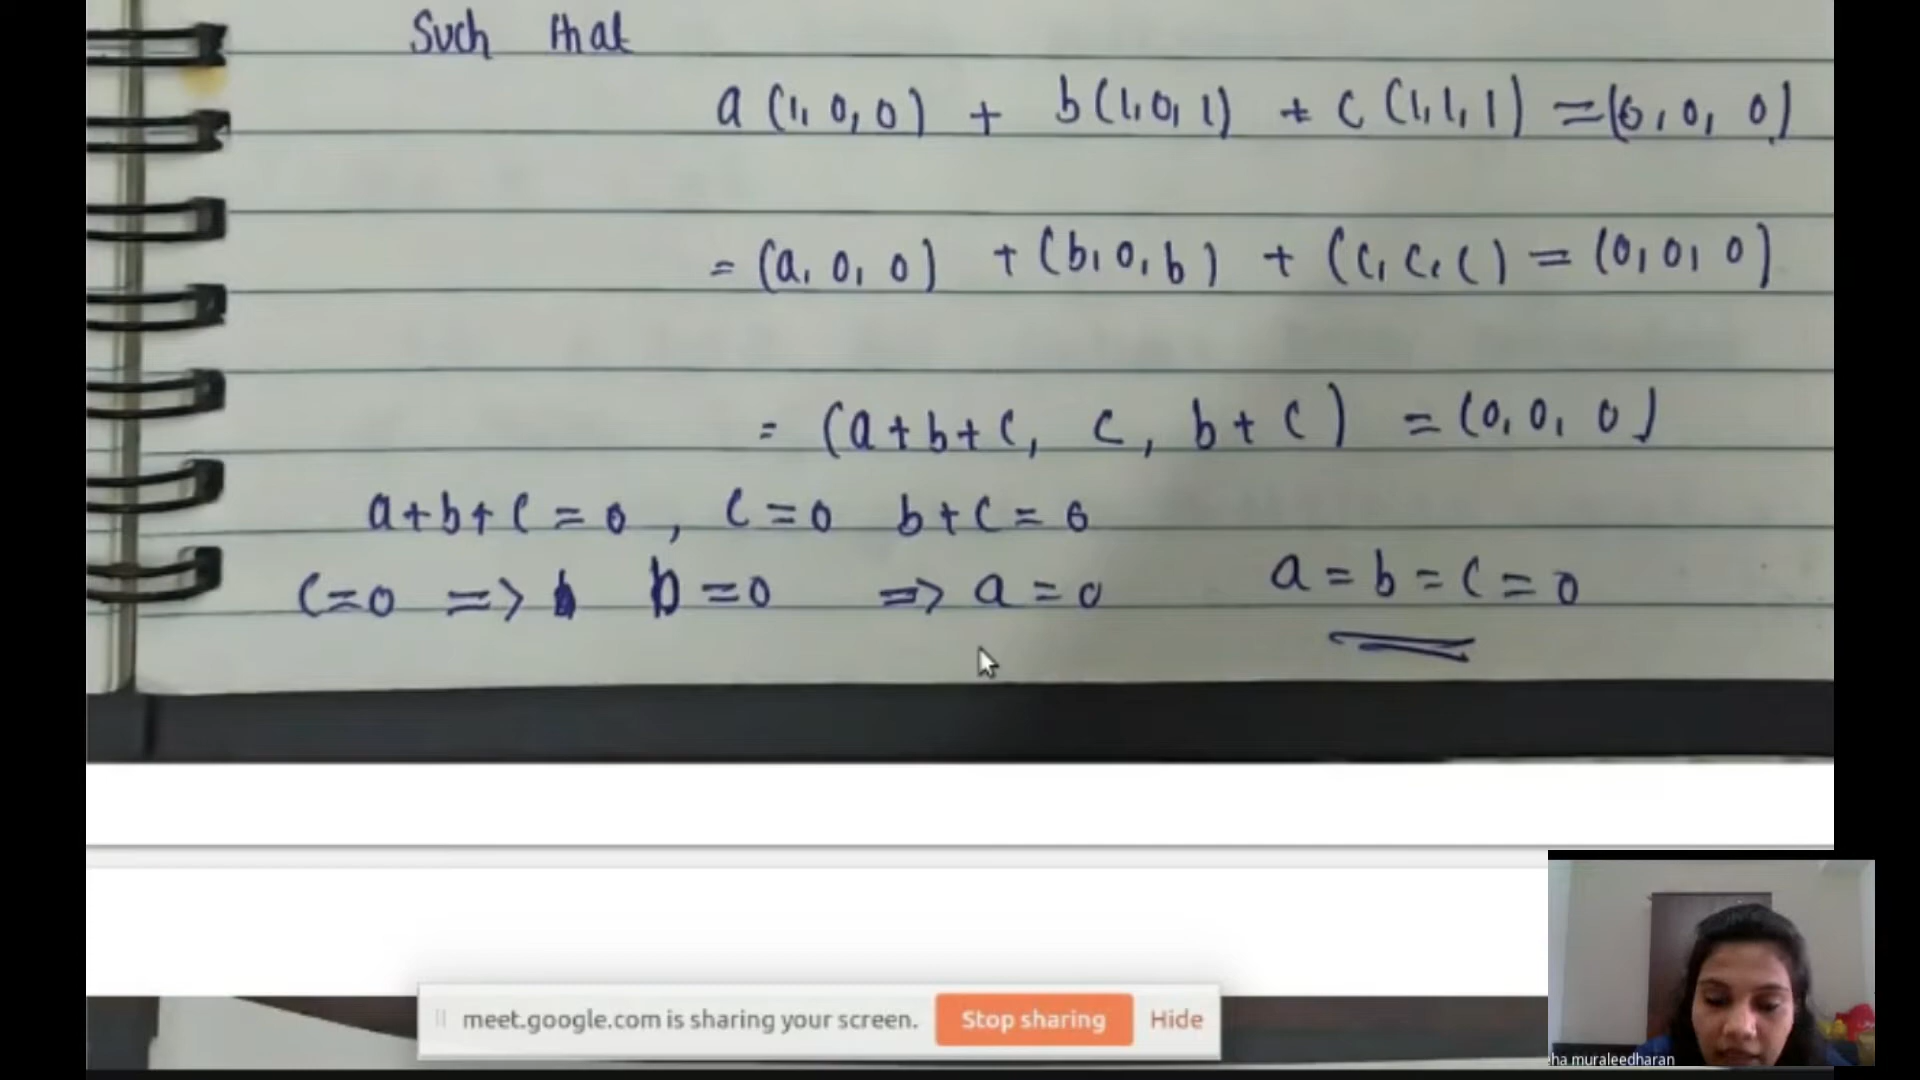 Such that
a (1, 0, 0) + b (1, 0, 1) + c (1, 1, 1) = (0, 0, 0)
= (a, 0, 0) + (b, 0, b) + (c, c, c) = (0, 0, 0)
= (a + b + c, c, b + c) = (0, 0, 0)
a + b + c = 0 , c = 0 b + c = 0
c = 0 => b = 0 => a = 0 a = b = c = 0
meet.google.com is sharing your screen. Stop sharing Hide
eha muraleedharan